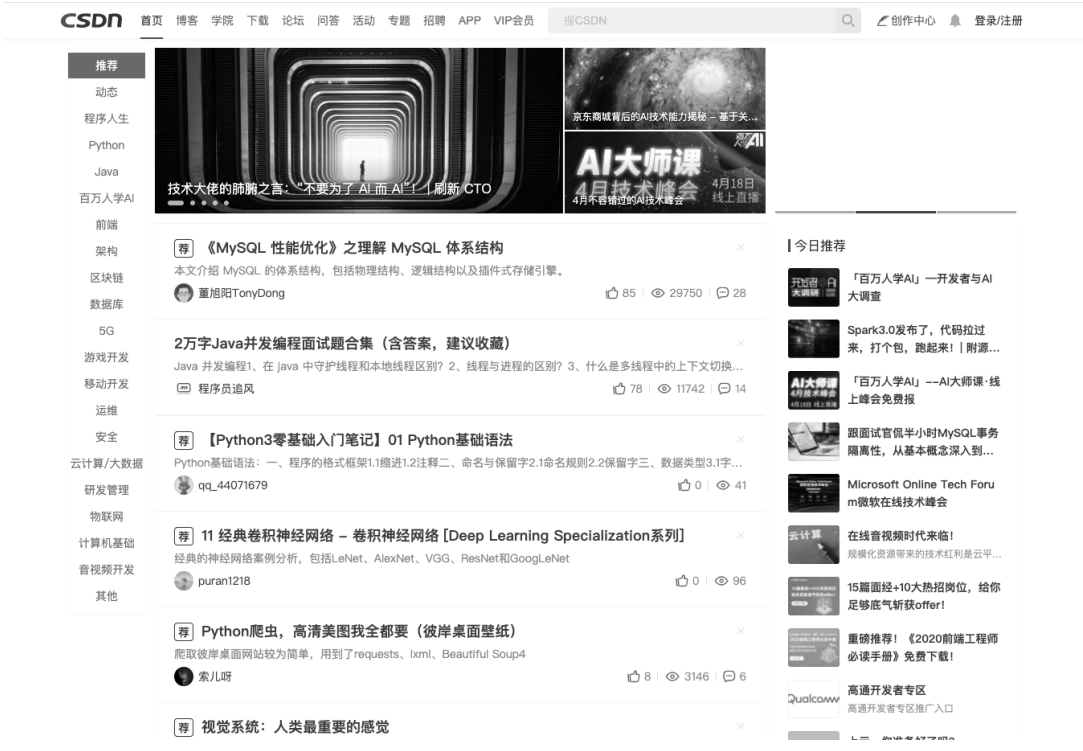 CSDN 首页 博客 学院 下载 论坛 问答 活动 专题 招聘 APP VIP会员 搜CSDN 创作中心 登录/注册
推荐
动态
程序人生
Python
Java
百万人学AI
前端
架构
区块链
数据库
5G
游戏开发
移动开发
运维
安全
云计算/大数据
研发管理
物联网
计算机基础
音视频开发
其他
技术大佬的肺腑之言：“不要为了 AI 而 AI”！ | 刷新 CTO
京东商城背后的AI技术能力揭秘 - 基于关...
AI大师课
4月技术峰会
4月18日
线上直播
4月不容错过的AI技术峰会
荐 《MySQL 性能优化》之理解 MySQL 体系结构
本文介绍 MySQL 的体系结构，包括物理结构、逻辑结构以及插件式存储引擎。
董旭阳TonyDong 85 29750 28
2万字Java并发编程面试题合集（含答案，建议收藏）
Java 并发编程1、在 java 中守护线程和本地线程区别？2、线程与进程的区别？3、什么是多线程中的上下文切换...
程序员追风 78 11742 14
荐 【Python3零基础入门笔记】01 Python基础语法
Python基础语法：一、程序的格式框架1.1缩进1.2注释二、命名与保留字2.1命名规则2.2保留字三、数据类型3.1字...
qq_44071679 0 41
荐 11 经典卷积神经网络 - 卷积神经网络 [Deep Learning Specialization系列]
经典的神经网络案例分析，包括LeNet、AlexNet、VGG、ResNet和GoogLeNet
puran1218 0 96
荐 Python爬虫，高清美图我全都要（彼岸桌面壁纸）
爬取彼岸桌面网站较为简单，用到了requests、lxml、Beautiful Soup4
索儿呀 8 3146 6
荐 视觉系统：人类最重要的感觉
今日推荐
「百万人学AI」—开发者与AI
大调查
Spark3.0发布了，代码拉过
来，打个包，跑起来！| 附源...
AI大师课
4月技术峰会
「百万人学AI」--AI大师课·线
上峰会免费报
跟面试官侃半小时MySQL事务
隔离性，从基本概念深入到...
Microsoft Online Tech Foru
m微软在线技术峰会
云计算
在线音视频时代来临！
规模化资源带来的技术红利是云平...
15篇面经+10大热招岗位，给你
足够底气斩获offer！
重磅推荐！《2020前端工程师
必读手册》免费下载！
Qualcomm
高通开发者专区
高通开发者专区推广入口